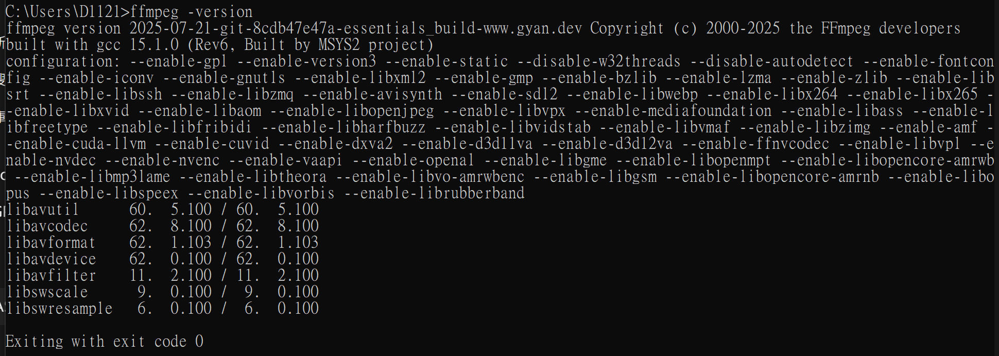 C:\Users\D1121>ffmpeg -version
ffmpeg version 2025-07-21-git-8cdb47e47a-essentials_build-www.gyan.dev Copyright (c) 2000-2025 the FFmpeg developers
built with gcc 15.1.0 (Rev6, Built by MSYS2 project)
configuration: --enable-gpl --enable-version3 --enable-static --disable-w32threads --disable-autodetect --enable-fontcon
fig --enable-iconv --enable-gnutls --enable-libxml2 --enable-gmp --enable-bzlib --enable-lzma --enable-zlib --enable-lib
srt --enable-libssh --enable-libzmq --enable-avisynth --enable-sdl2 --enable-libwebp --enable-libx264 --enable-libx265 -
-enable-libxvid --enable-libaom --enable-libopenjpeg --enable-libvpx --enable-mediafoundation --enable-libass --enable-l
ibfreetype --enable-libfribidi --enable-libharfbuzz --enable-libvidstab --enable-libvmaf --enable-libzimg --enable-amf -
-enable-cuda-llvm --enable-cuvid --enable-dxva2 --enable-d3d11va --enable-d3d12va --enable-ffnvcodec --enable-libvpl --e
nable-nvdec --enable-nvenc --enable-vaapi --enable-openal --enable-libgme --enable-libopenmpt --enable-libopencore-amrwb
 --enable-libmp3lame --enable-libtheora --enable-libvo-amrwbenc --enable-libgsm --enable-libopencore-amrnb --enable-libo
pus --enable-libspeex --enable-libvorbis --enable-librubberband
libavutil      60.  5.100 / 60.  5.100
libavcodec     62.  8.100 / 62.  8.100
libavformat    62.  1.103 / 62.  1.103
libavdevice    62.  0.100 / 62.  0.100
libavfilter    11.  2.100 / 11.  2.100
libswscale      9.  0.100 /  9.  0.100
libswresample   6.  0.100 /  6.  0.100

Exiting with exit code 0